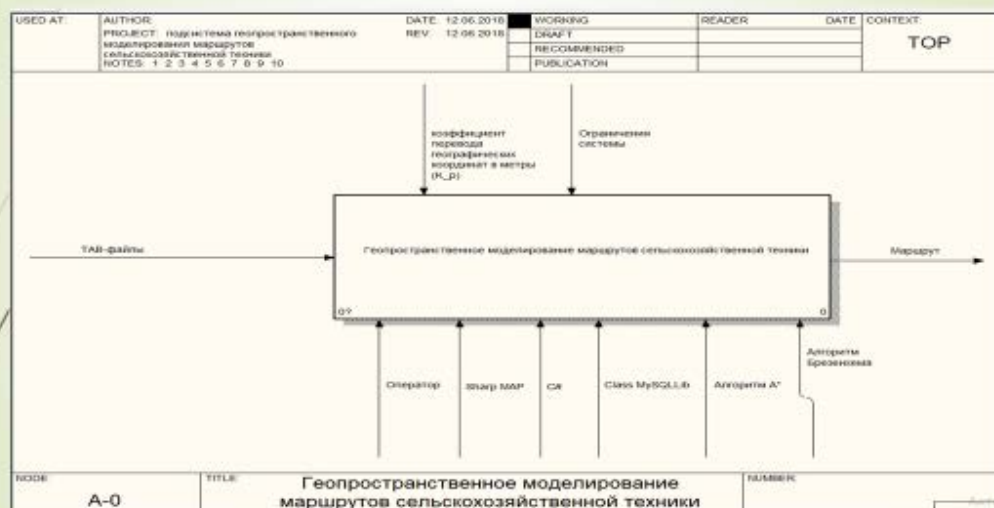 USED AT:
AUTHOR:
DATE: 12.06.2018
WORKING
READER
DATE
CONTEXT:
PROJECT: подсистема геопространственного
REV: 12.06.2018
DRAFT
TOP
моделирования маршрутов
сельскохозяйственной техники
RECOMMENDED
NOTES: 1 2 3 4 5 6 7 8 9 10
PUBLICATION
коэффициент
перевода
географических
координат в метры
(K_p)
Ограничения
системы
TAB-файлы
Геопространственное моделирование маршрутов сельскохозяйственной техники
Маршрут
0?
0
Оператор
Sharp MAP
C#
Class MySQLLib
Алгоритм A*
Алгоритм
Брезенхема
NODE:
TITLE:
NUMBER:
A-0
Геопространственное моделирование
маршрутов сельскохозяйственной техники